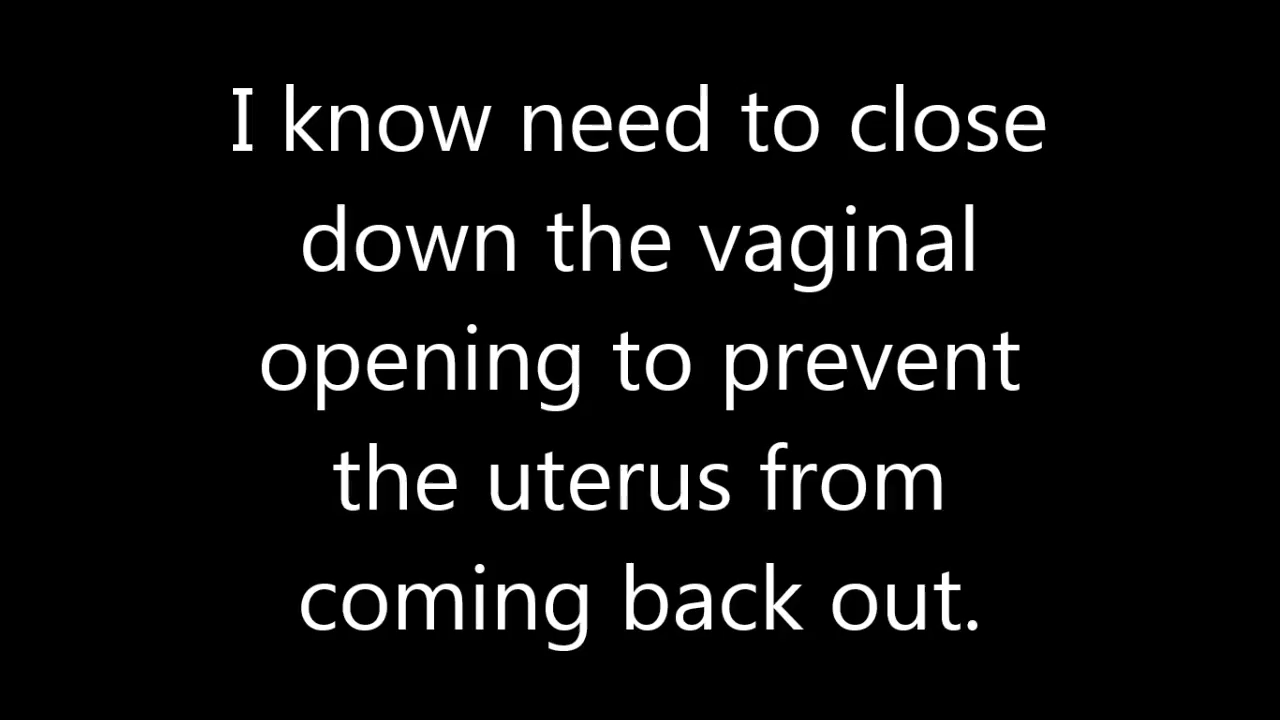 I know need to close
down the vaginal
opening to prevent
the uterus from
coming back out.